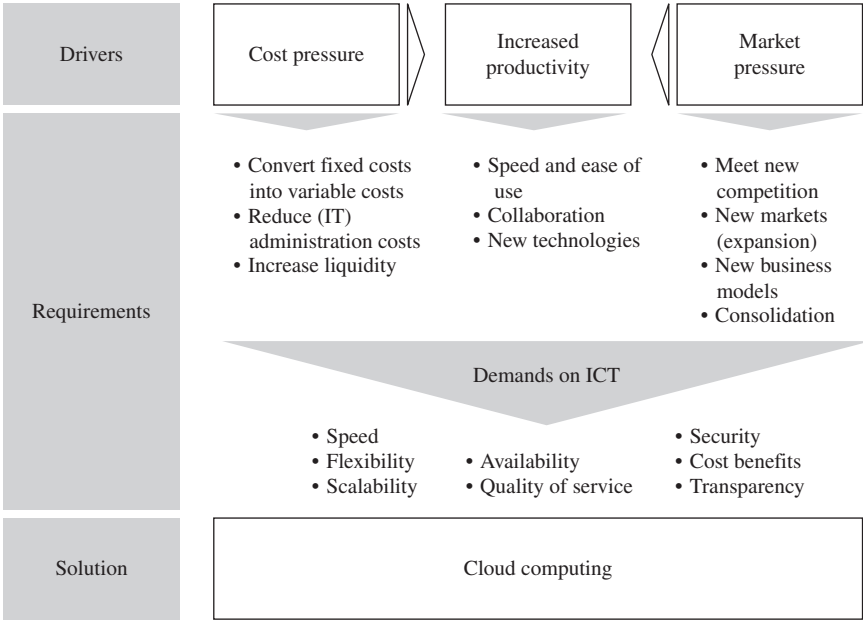 Drivers
Cost pressure
Increased
productivity
Market
pressure
Requirements
• Convert fixed costs
into variable costs
• Reduce (IT)
administration costs
• Increase liquidity
• Speed and ease of
use
• Collaboration
• New technologies
• Meet new
competition
• New markets
(expansion)
• New business
models
• Consolidation
Demands on ICT
• Speed
• Flexibility
• Scalability
• Availability
• Quality of service
• Security
• Cost benefits
• Transparency
Solution
Cloud computing